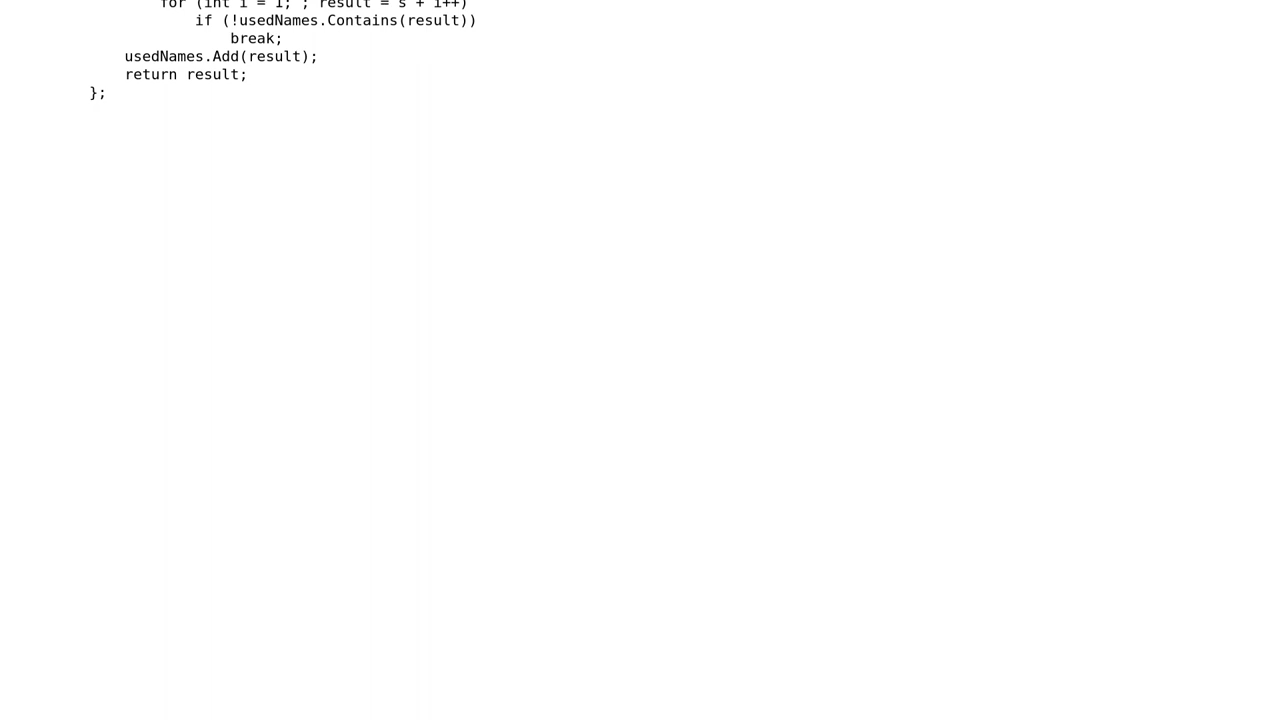 for (int i = 1; ; result = s + i++)
if (!usedNames.Contains(result))
break;
usedNames.Add(result);
return result;
};